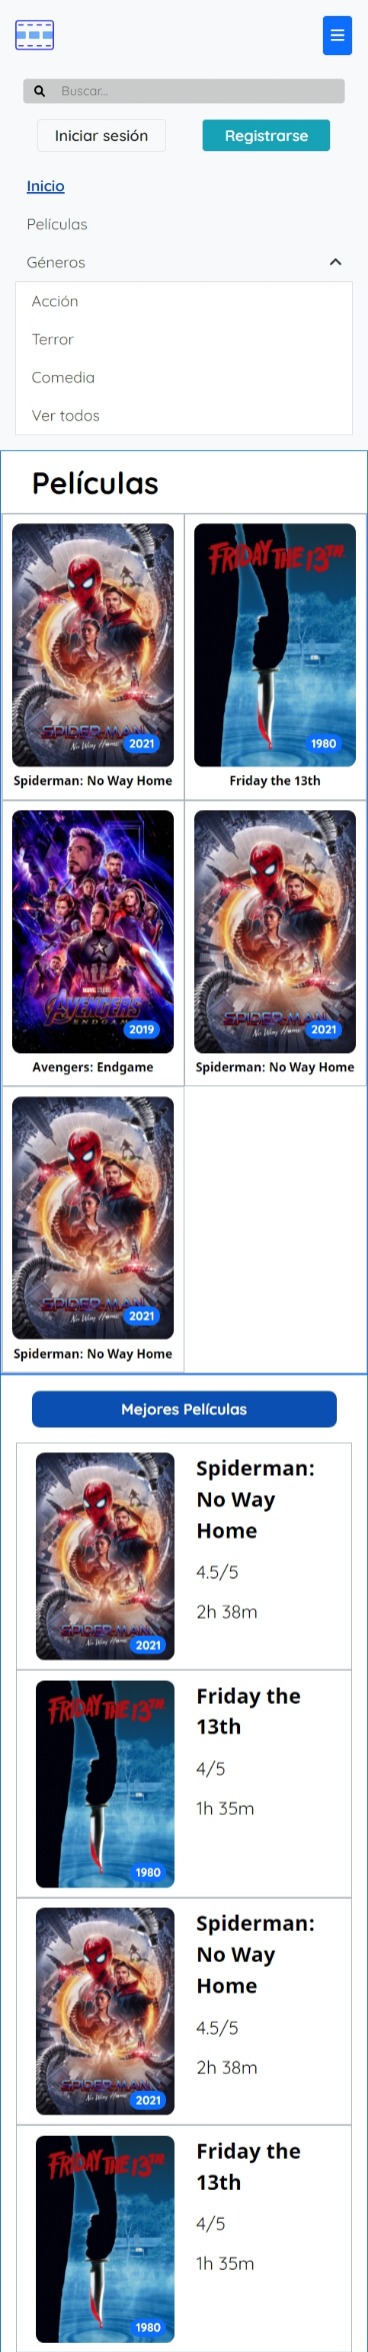 Buscar...
Iniciar sesión
Registrarse
Inicio
Películas
Géneros
Acción
Terror
Comedia
Ver todos
Películas
SPIDER-MAN
No Way Home
2021
Spiderman: No Way Home
FRIDAY THE 13TH
1980
Friday the 13th
AVENGERS
ENDGAME
2019
Avengers: Endgame
SPIDER-MAN
No Way Home
2021
Spiderman: No Way Home
SPIDER-MAN
No Way Home
2021
Spiderman: No Way Home
Mejores Películas
SPIDER-MAN
No Way Home
2021
Spiderman:
No Way
Home
4.5/5
2h 38m
FRIDAY THE 13TH
1980
Friday the
13th
4/5
1h 35m
SPIDER-MAN
No Way Home
2021
Spiderman:
No Way
Home
4.5/5
2h 38m
FRIDAY THE 13TH
1980
Friday the
13th
4/5
1h 35m